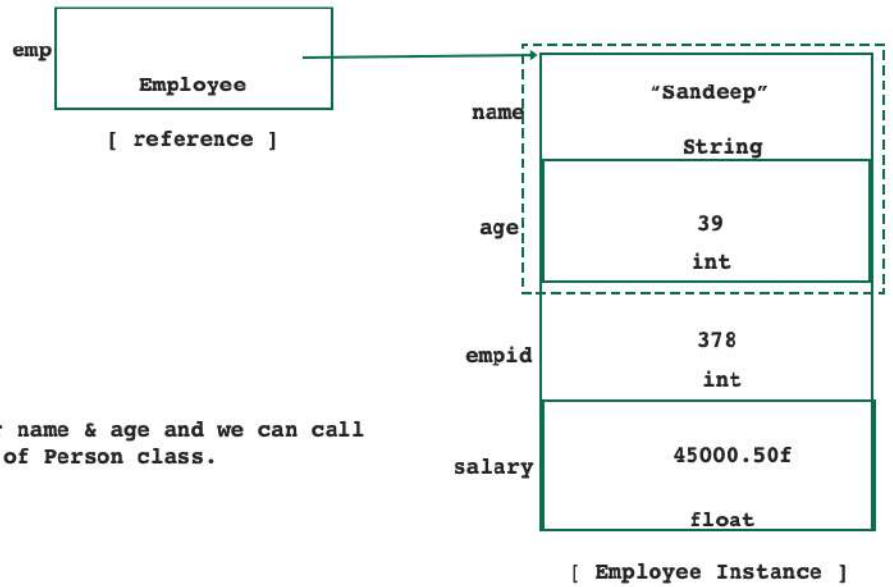 emp
Employee
[ reference ]
name
"Sandeep"
String
age
39
int
empid
378
int
name & age and we can call
of Person class.
salary
45000.50f
float
[ Employee Instance ]